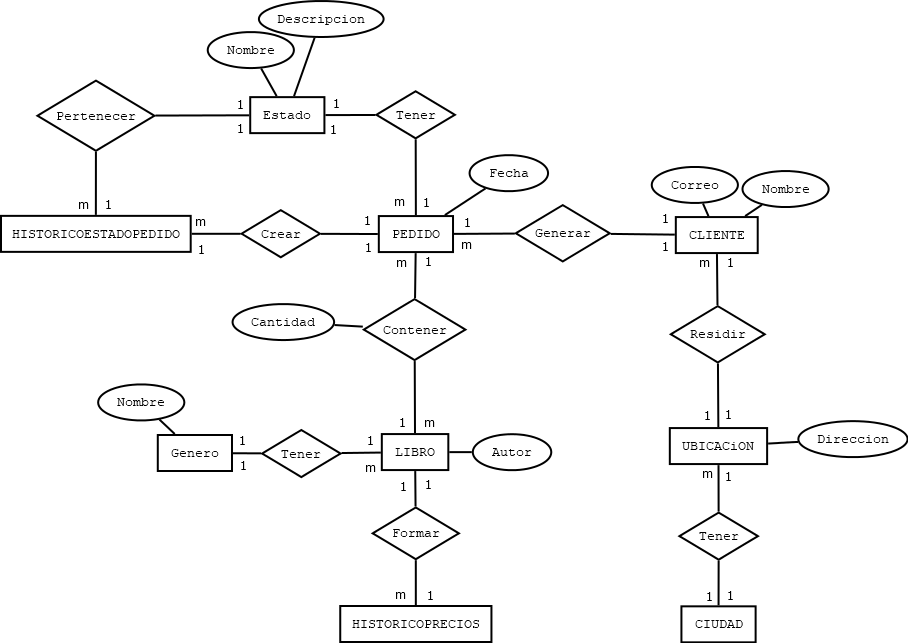 Descripcion
Nombre
1 1
Pertenecer Estado Tener
1 1
Fecha
Correo Nombre
m 1 m 1
m 1 1 1
HISTORICOESTADOPEDIDO Crear PEDIDO Generar CLIENTE
1 1 m 1
m 1 m 1
Cantidad Contener Residir
Nombre
1 m 1 1
1 1
Genero Tener LIBRO Autor UBICACiON Direccion
1 m
1 1 m 1
Formar Tener
m 1 1 1
HISTORICOPRECIOS CIUDAD